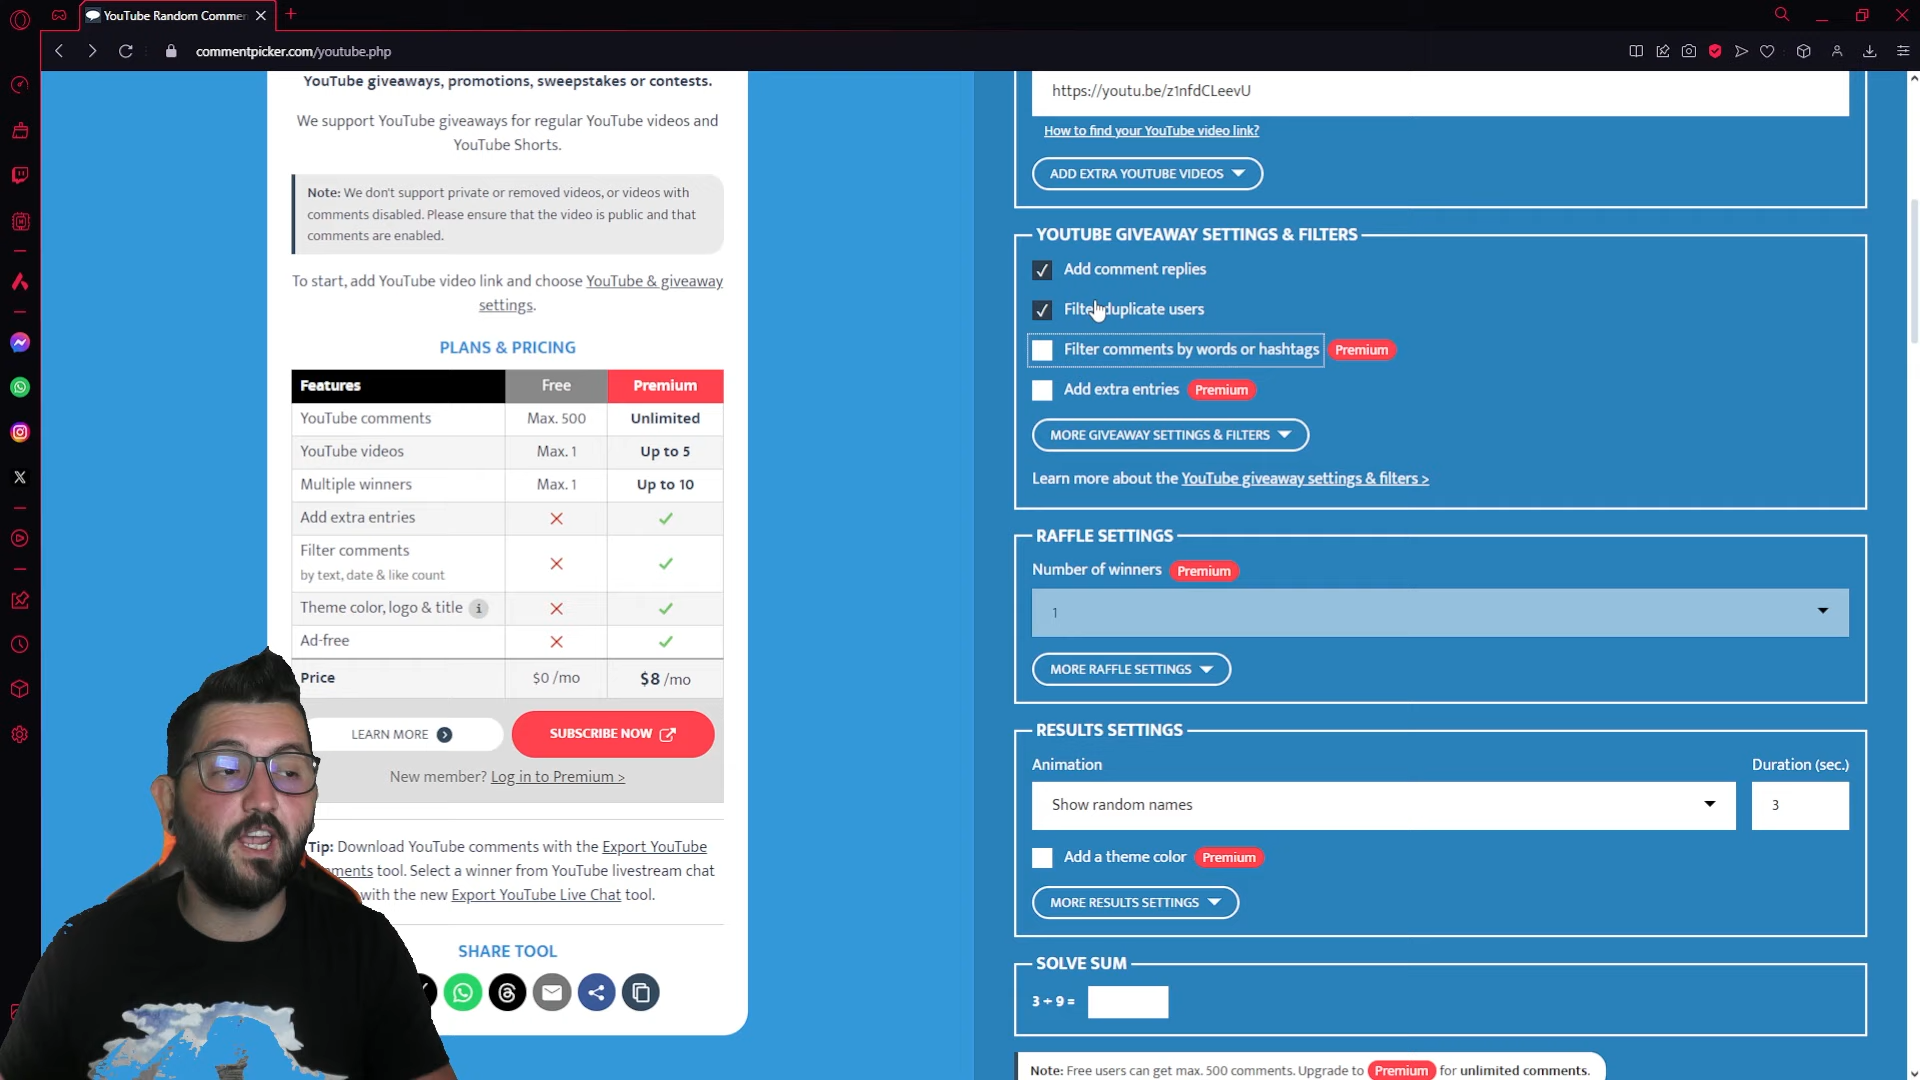 YouTube Random Commen
commentpicker.com/youtube.php
YouTube giveaways, promotions, sweepstakes or contests.
We support YouTube giveaways for regular YouTube videos and
YouTube Shorts.
Note: We don't support private or removed videos, or videos with
comments disabled. Please ensure that the video is public and that
comments are enabled.
To start, add YouTube video link and choose YouTube & giveaway
settings.
PLANS & PRICING
Features Free Premium
YouTube comments Max. 500 Unlimited
YouTube videos Max. 1 Up to 5
Multiple winners Max. 1 Up to 10
Add extra entries
Filter comments
by text, date & like count
Theme color, logo & title i
Ad-free
Price $0 /mo $8 /mo
LEARN MORE SUBSCRIBE NOW
New member? Log in to Premium >
Tip: Download YouTube comments with the Export YouTube
ments tool. Select a winner from YouTube livestream chat
with the new Export YouTube Live Chat tool.
SHARE TOOL
https://youtu.be/z1nfdCLeevU
How to find your YouTube video link?
ADD EXTRA YOUTUBE VIDEOS
YOUTUBE GIVEAWAY SETTINGS & FILTERS
Add comment replies
Filter duplicate users
Filter comments by words or hashtags Premium
Add extra entries Premium
MORE GIVEAWAY SETTINGS & FILTERS
Learn more about the YouTube giveaway settings & filters >
RAFFLE SETTINGS
Number of winners Premium
1
MORE RAFFLE SETTINGS
RESULTS SETTINGS
Animation Duration (sec.)
Show random names 3
Add a theme color Premium
MORE RESULTS SETTINGS
SOLVE SUM
3 + 9 =
Note: Free users can get max. 500 comments. Upgrade to Premium for unlimited comments.